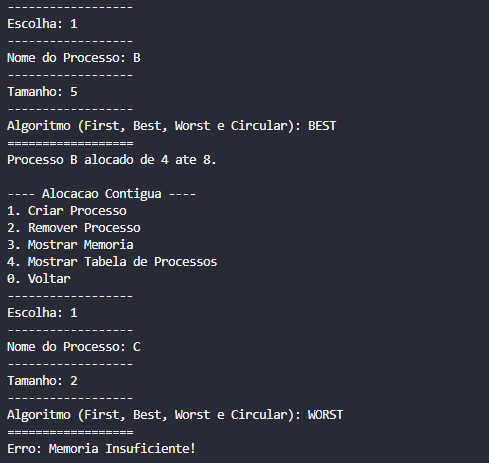 ------------------
Escolha: 1
------------------
Nome do Processo: B
------------------
Tamanho: 5
------------------
Algoritmo (First, Best, Worst e Circular): BEST
==================
Processo B alocado de 4 ate 8.

---- Alocacao Contigua ----
1. Criar Processo
2. Remover Processo
3. Mostrar Memoria
4. Mostrar Tabela de Processos
0. Voltar
------------------
Escolha: 1
------------------
Nome do Processo: C
------------------
Tamanho: 2
------------------
Algoritmo (First, Best, Worst e Circular): WORST
==================
Erro: Memoria Insuficiente!